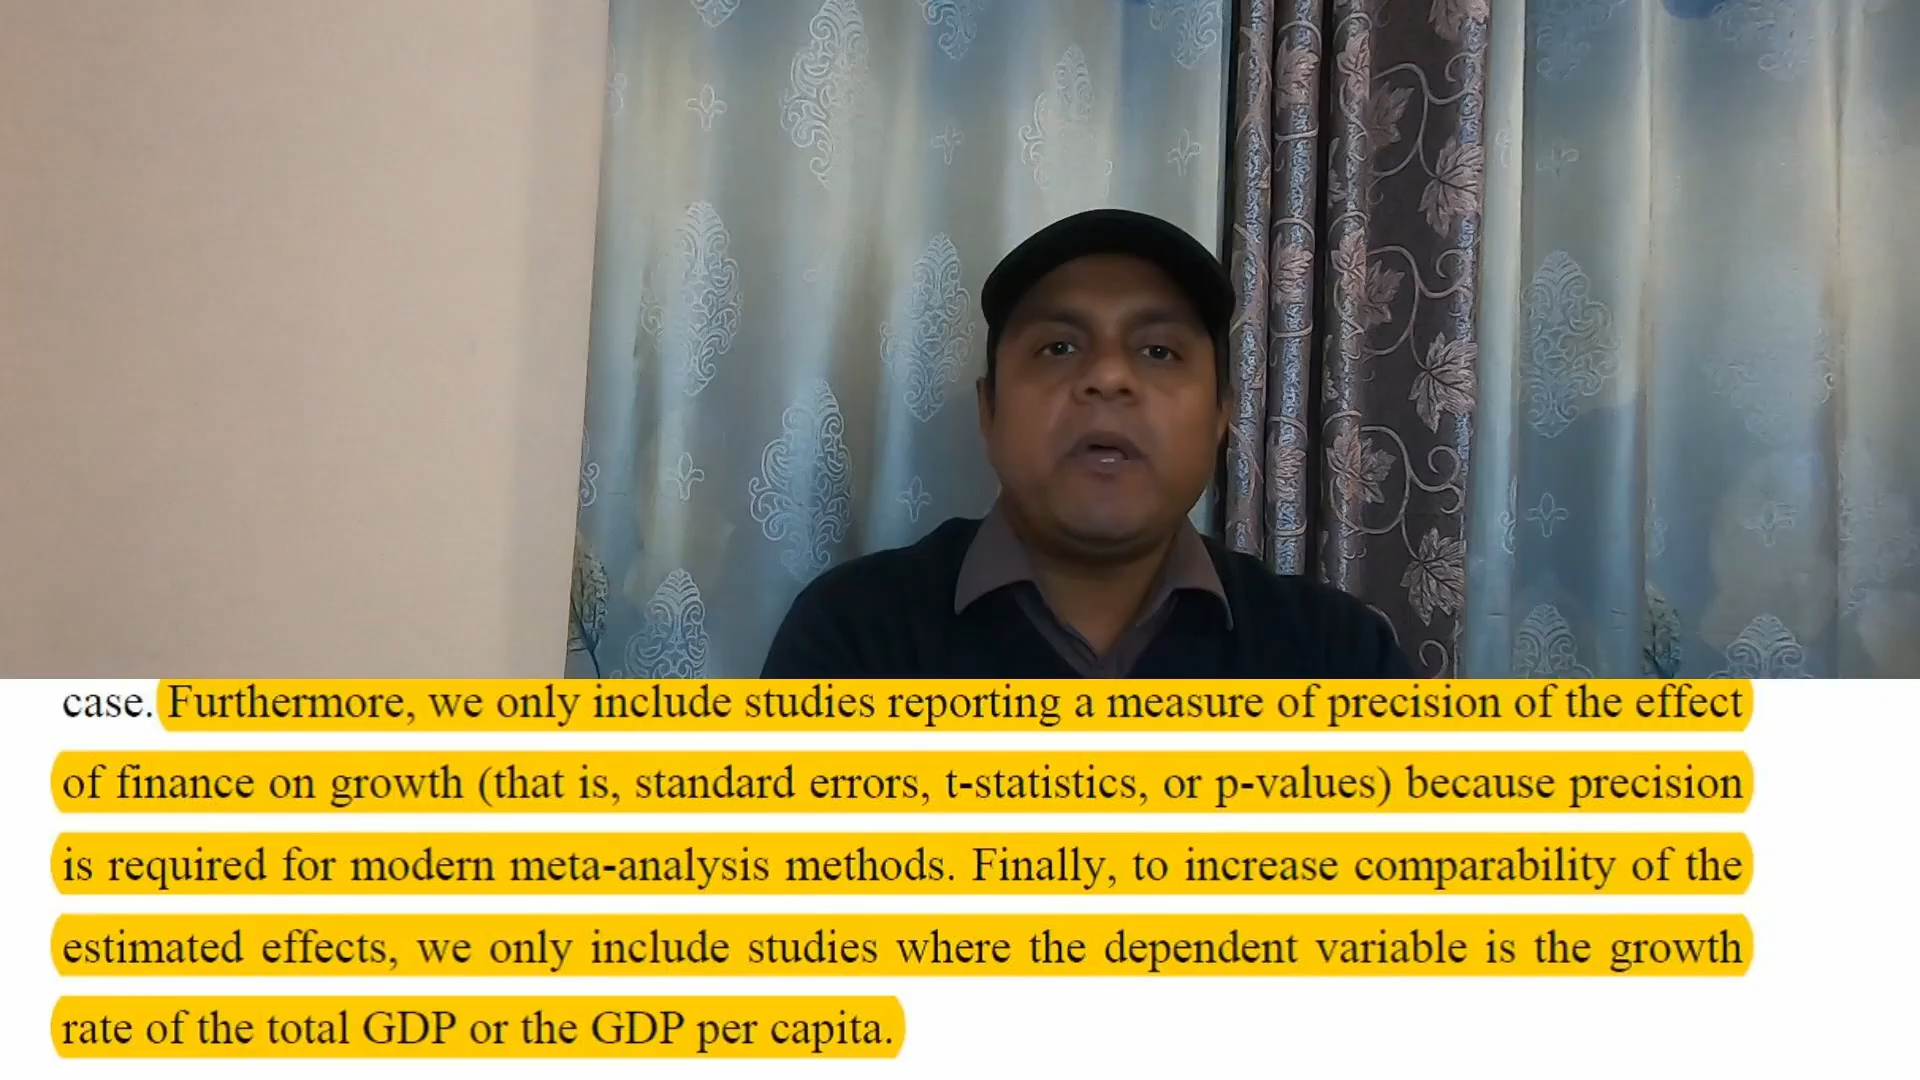 case. Furthermore, we only include studies reporting a measure of precision of the effect
of finance on growth (that is, standard errors, t-statistics, or p-values) because precision
is required for modern meta-analysis methods. Finally, to increase comparability of the
estimated effects, we only include studies where the dependent variable is the growth
rate of the total GDP or the GDP per capita.